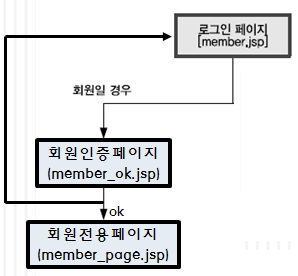 로그인 페이지
[member.jsp]
회원일 경우
회원인증페이지
(member_ok.jsp)
ok
회원전용페이지
(member_page.jsp)